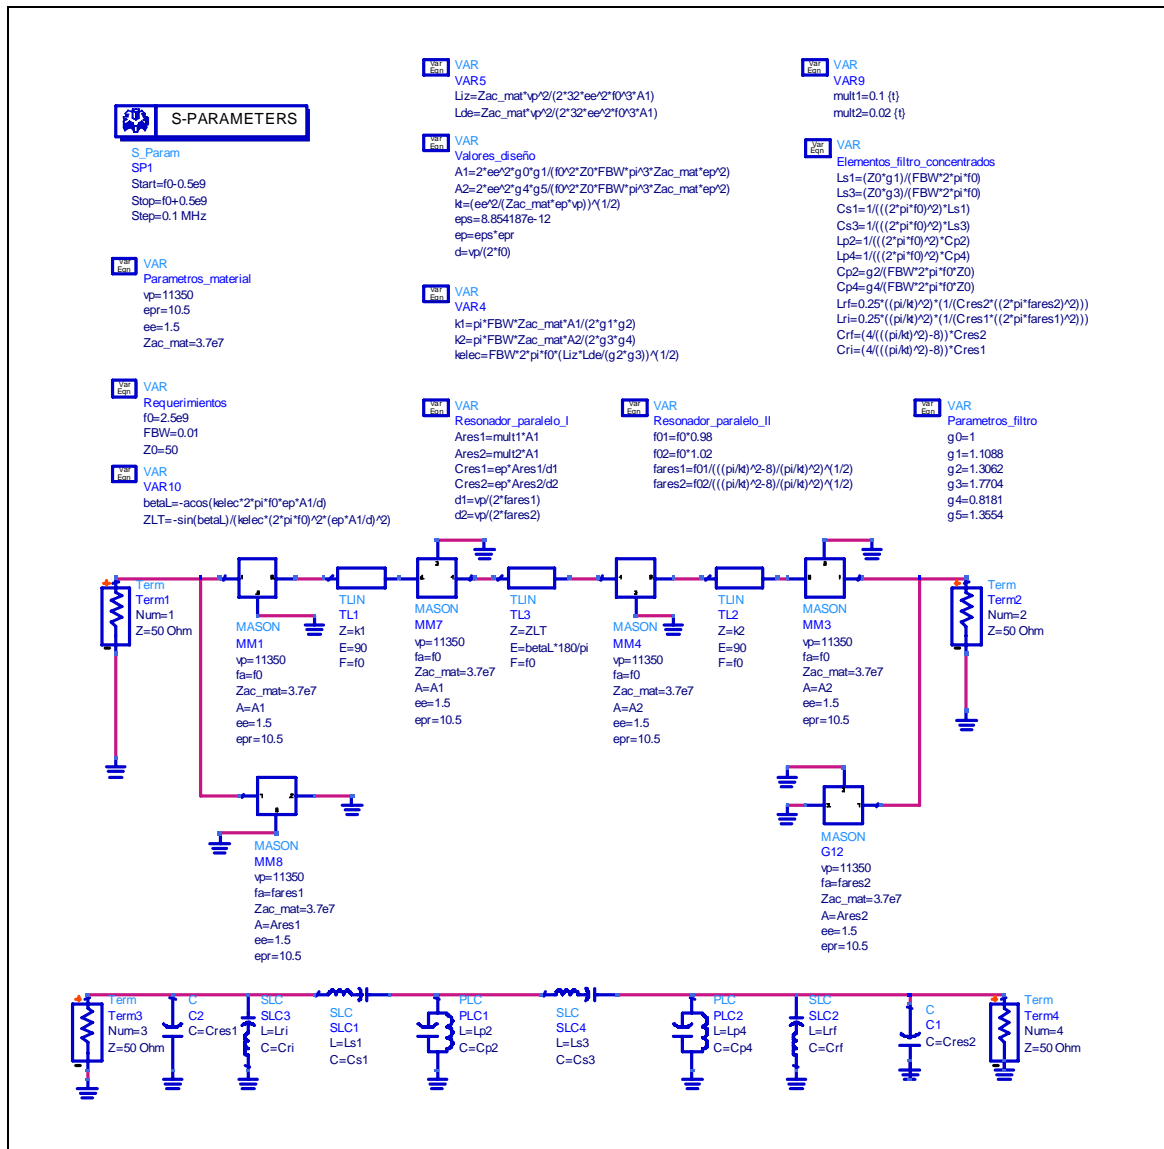 S-PARAMETERS
S_Param
SP1
Start=f0-0.5e9
Stop=f0+0.5e9
Step=0.1 MHz
Var
Eqn
VAR
VAR5
Liz=Zac_mat*vp^2/(2*32*ee^2*f0^3*A1)
Lde=Zac_mat*vp^2/(2*32*ee^2*f0^3*A1)
Var
Eqn
VAR
VAR9
mult1=0.1 {t}
mult2=0.02 {t}
Var
Eqn
VAR
Valores_diseño
A1=2*ee^2*g0*g1/(f0^2*Z0*FBW*pi^3*Zac_mat*ep^2)
A2=2*ee^2*g4*g5/(f0^2*Z0*FBW*pi^3*Zac_mat*ep^2)
kt=(ee^2/(Zac_mat*ep*vp))^(1/2)
eps=8.854187e-12
ep=eps*epr
d=vp/(2*f0)
Var
Eqn
VAR
Elementos_filtro_concentrados
Ls1=(Z0*g1)/(FBW*2*pi*f0)
Ls3=(Z0*g3)/(FBW*2*pi*f0)
Cs1=1/(((2*pi*f0)^2)*Ls1)
Cs3=1/(((2*pi*f0)^2)*Ls3)
Lp2=1/(((2*pi*f0)^2)*Cp2)
Lp4=1/(((2*pi*f0)^2)*Cp4)
Cp2=g2/(FBW*2*pi*f0*Z0)
Cp4=g4/(FBW*2*pi*f0*Z0)
Lrf=0.25*((pi/kt)^2)*(1/(Cres2*((2*pi*fares2)^2)))
Lri=0.25*((pi/kt)^2)*(1/(Cres1*((2*pi*fares1)^2)))
Crf=(4/(((pi/kt)^2)-8))*Cres2
Cri=(4/(((pi/kt)^2)-8))*Cres1
Var
Eqn
VAR
Parametros_material
vp=11350
epr=10.5
ee=1.5
Zac_mat=3.7e7
Var
Eqn
VAR
VAR4
k1=pi*FBW*Zac_mat*A1/(2*g1*g2)
k2=pi*FBW*Zac_mat*A2/(2*g3*g4)
kelec=FBW*2*pi*f0*(Liz*Lde/(g2*g3))^(1/2)
Var
Eqn
VAR
Requerimientos
f0=2.5e9
FBW=0.01
Z0=50
Var
Eqn
VAR
VAR10
betaL=-acos(kelec*2*pi*f0*ep*A1/d)
ZLT=-sin(betaL)/(kelec*(2*pi*f0)^2*(ep*A1/d)^2)
Var
Eqn
VAR
Resonador_paralelo_I
Ares1=mult1*A1
Ares2=mult2*A1
Cres1=ep*Ares1/d1
Cres2=ep*Ares2/d2
d1=vp/(2*fares1)
d2=vp/(2*fares2)
Var
Eqn
VAR
Resonador_paralelo_II
f01=f0*0.98
f02=f0*1.02
fares1=f01/(((pi/kt)^2-8)/(pi/kt)^2)^(1/2)
fares2=f02/(((pi/kt)^2-8)/(pi/kt)^2)^(1/2)
Var
Eqn
VAR
Parametros_filtro
g0=1
g1=1.1088
g2=1.3062
g3=1.7704
g4=0.8181
g5=1.3554
Term
Term1
Num=1
Z=50 Ohm
MASON
MM1
vp=11350
fa=f0
Zac_mat=3.7e7
A=A1
ee=1.5
epr=10.5
TLIN
TL1
Z=k1
E=90
F=f0
MASON
MM7
vp=11350
fa=f0
Zac_mat=3.7e7
A=A1
ee=1.5
epr=10.5
TLIN
TL3
Z=ZLT
E=betaL*180/pi
F=f0
MASON
MM4
vp=11350
fa=f0
Zac_mat=3.7e7
A=A2
ee=1.5
epr=10.5
TLIN
TL2
Z=k2
E=90
F=f0
MASON
MM3
vp=11350
fa=f0
Zac_mat=3.7e7
A=A2
ee=1.5
epr=10.5
Term
Term2
Num=2
Z=50 Ohm
MASON
MM8
vp=11350
fa=fares1
Zac_mat=3.7e7
A=Ares1
ee=1.5
epr=10.5
MASON
G12
vp=11350
fa=fares2
Zac_mat=3.7e7
A=Ares2
ee=1.5
epr=10.5
Term
Term3
Num=3
Z=50 Ohm
C
C2
C=Cres1
SLC
SLC3
L=Lri
C=Cri
SLC
SLC1
L=Ls1
C=Cs1
PLC
PLC1
L=Lp2
C=Cp2
SLC
SLC4
L=Ls3
C=Cs3
PLC
PLC2
L=Lp4
C=Cp4
SLC
SLC2
L=Lrf
C=Crf
C
C1
C=Cres2
Term
Term4
Num=4
Z=50 Ohm